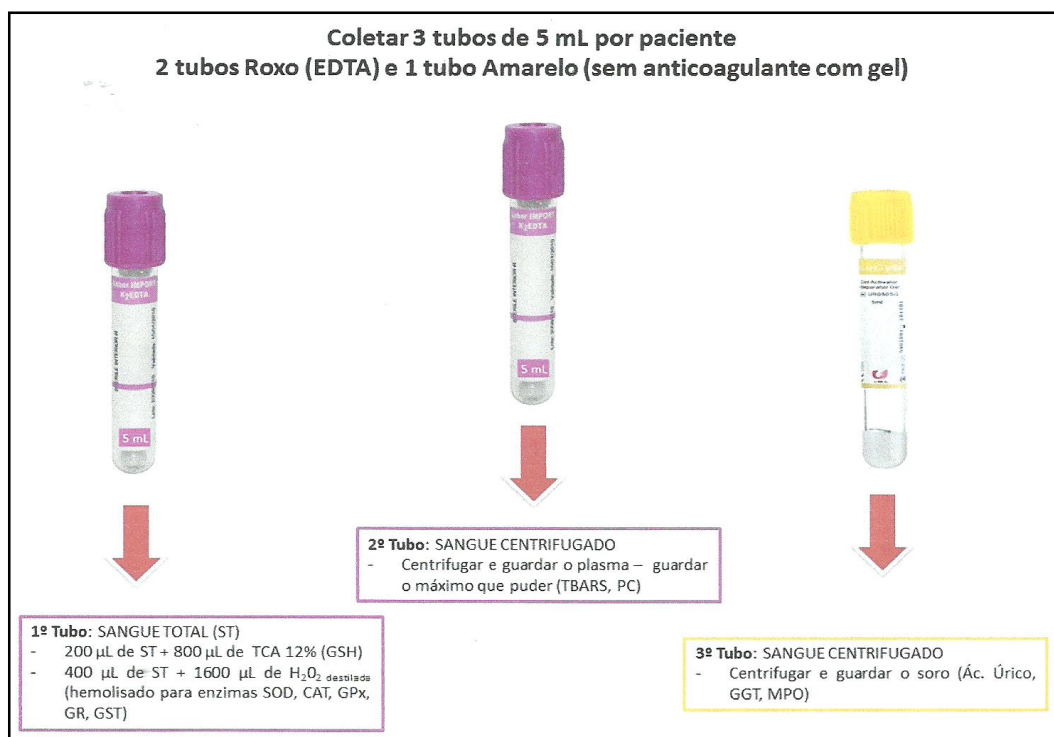 Coletar 3 tubos de 5 mL por paciente
2 tubos Roxo (EDTA) e 1 tubo Amarelo (sem anticoagulante com gel)
K₂EDTA
5 mL
IMPORT
K₂EDTA
5 mL
5ml
1º Tubo: SANGUE TOTAL (ST)
- 200 µL de ST + 800 µL de TCA 12% (GSH)
- 400 µL de ST + 1600 µL de H₂O₂ destilada
(hemolisado para enzimas SOD, CAT, GPx,
GR, GST)
2º Tubo: SANGUE CENTRIFUGADO
- Centrifugar e guardar o plasma – guardar
o máximo que puder (TBARS, PC)
3º Tubo: SANGUE CENTRIFUGADO
- Centrifugar e guardar o soro (Ác. Úrico,
GGT, MPO)